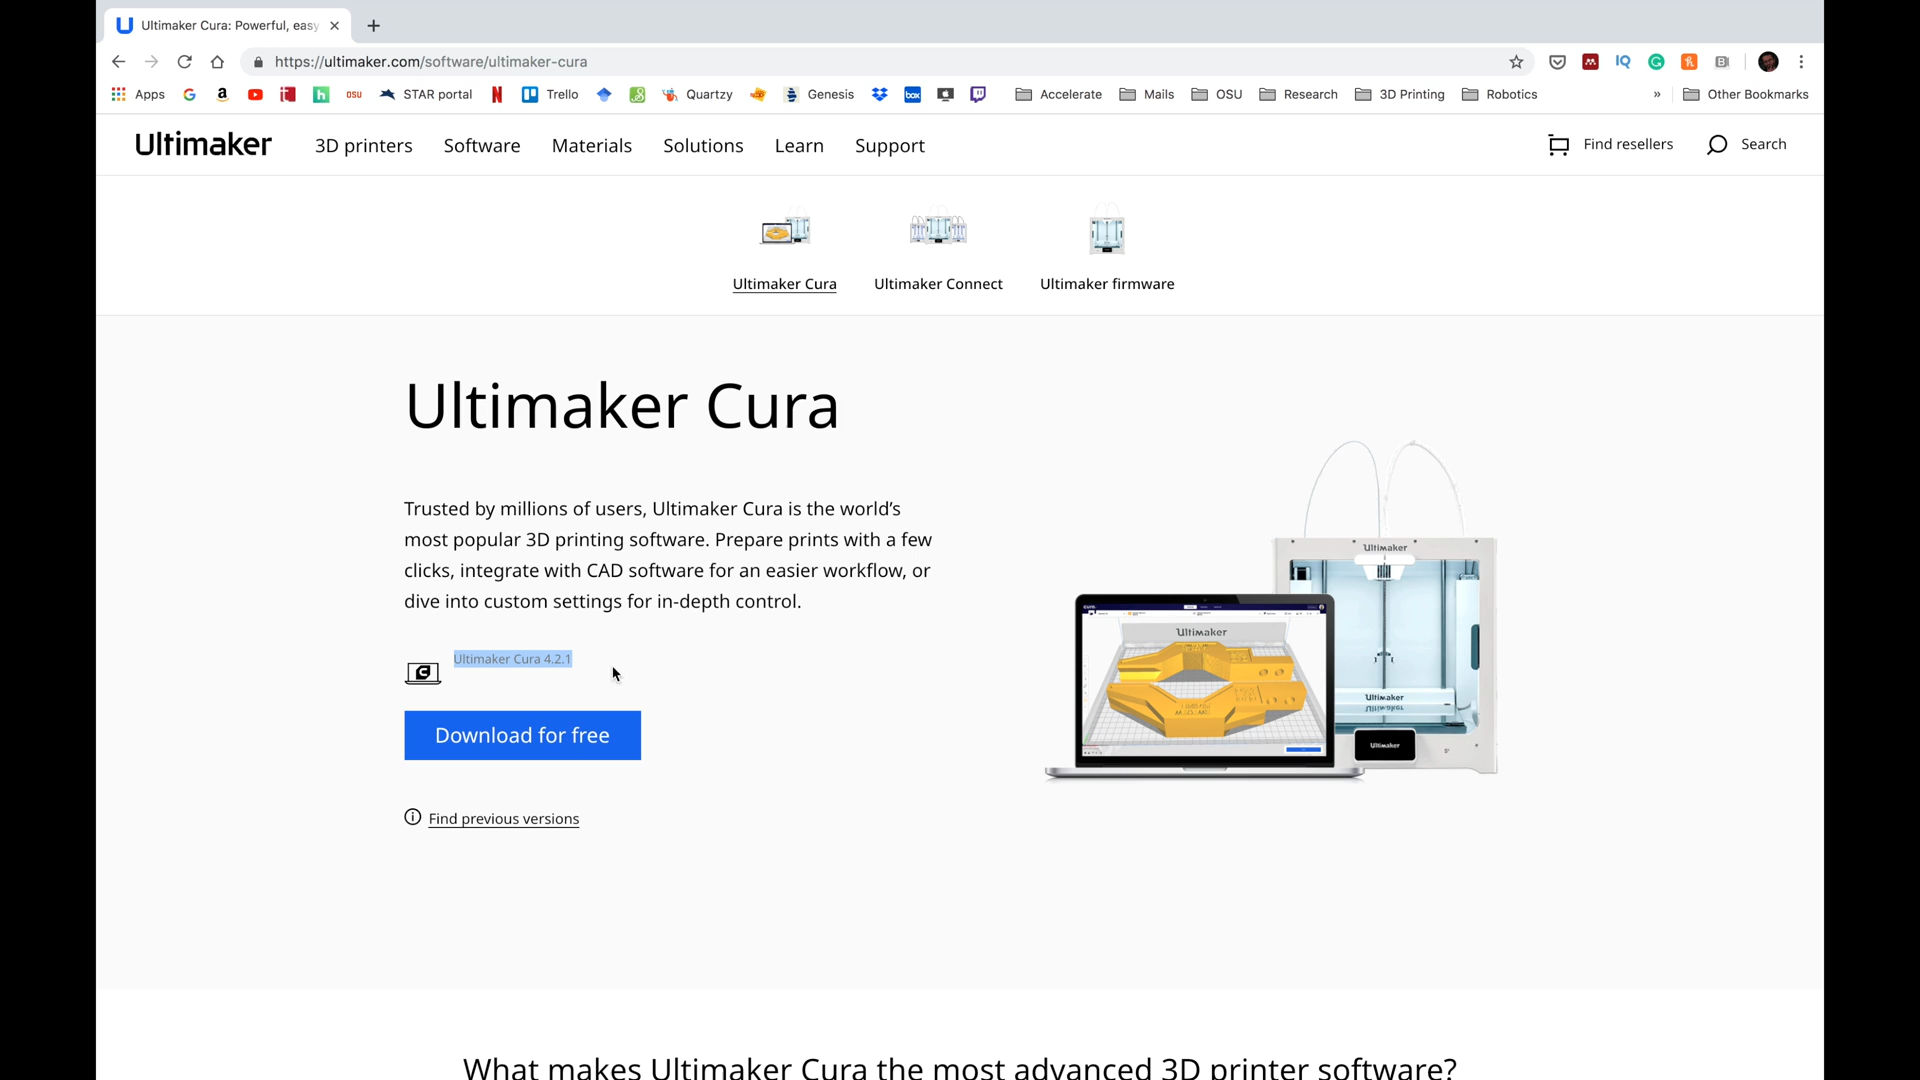 Ultimaker Cura: Powerful, easy
https://ultimaker.com/software/ultimaker-cura
Apps
OSU
STAR portal
Trello
Quartzy
Genesis
box
Accelerate
Mails
OSU
Research
3D Printing
Robotics
»
Other Bookmarks
Ultimaker
3D printers
Software
Materials
Solutions
Learn
Support
Find resellers
Search
Ultimaker Cura
Ultimaker Connect
Ultimaker firmware
Ultimaker Cura
Trusted by millions of users, Ultimaker Cura is the world’s
most popular 3D printing software. Prepare prints with a few
clicks, integrate with CAD software for an easier workflow, or
dive into custom settings for in-depth control.
Ultimaker Cura 4.2.1
Download for free
Find previous versions
Ultimaker
Ultimaker
Ultimaker
Ultimaker
What makes Ultimaker Cura the most advanced 3D printer software?